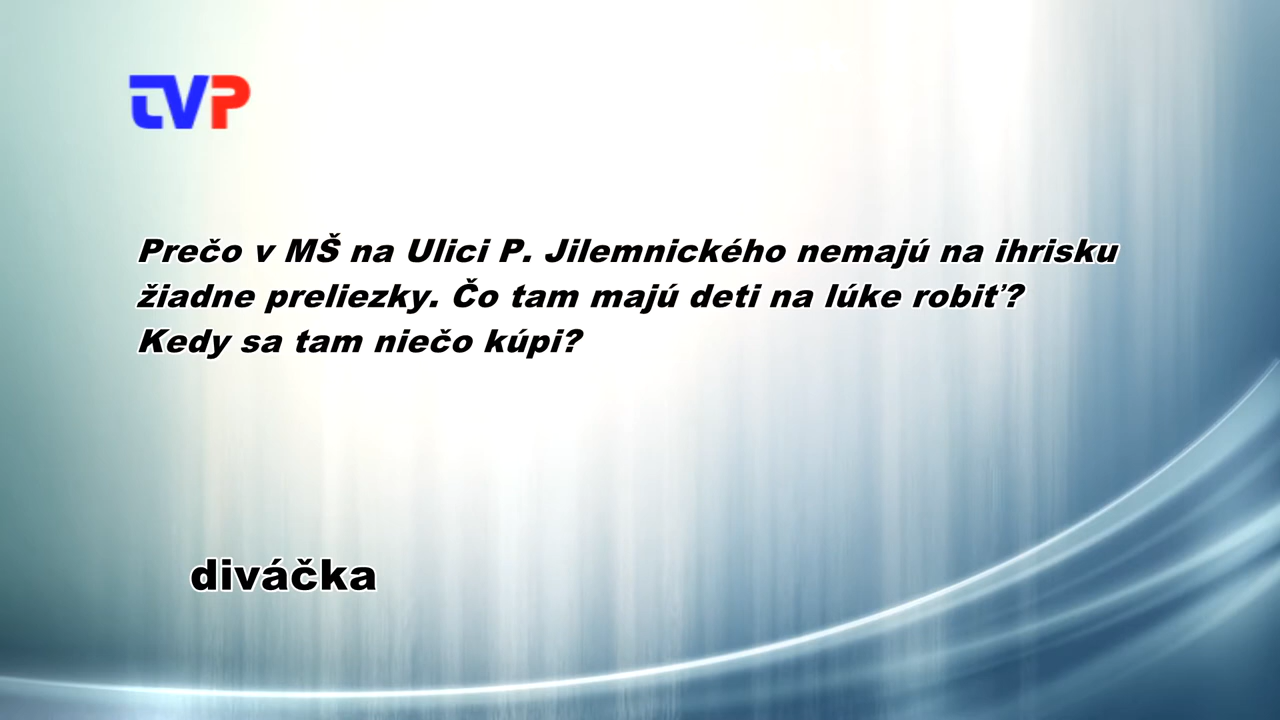 TVP
Prečo v MŠ na Ulici P. Jilemnického nemajú na ihrisku
žiadne preliezky. Čo tam majú deti na lúke robiť?
Kedy sa tam niečo kúpi?
diváčka